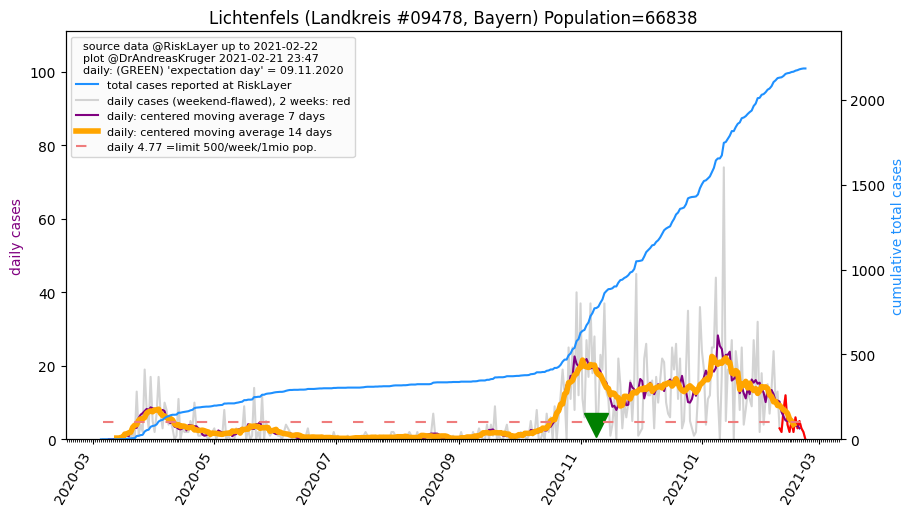 Lichtenfels (Landkreis #09478, Bayern) Population=66838
source data @RiskLayer up to 2021-02-22
plot @DrAndreasKruger 2021-02-21 23:47
daily: (GREEN) 'expectation day' = 09.11.2020
total cases reported at RiskLayer
daily cases (weekend-flawed), 2 weeks: red
daily: centered moving average 7 days
daily: centered moving average 14 days
daily 4.77 =limit 500/week/1mio pop.
daily cases
100
80
60
40
20
0
cumulative total cases
2000
1500
1000
500
0
2020-03
2020-05
2020-07
2020-09
2020-11
2021-01
2021-03